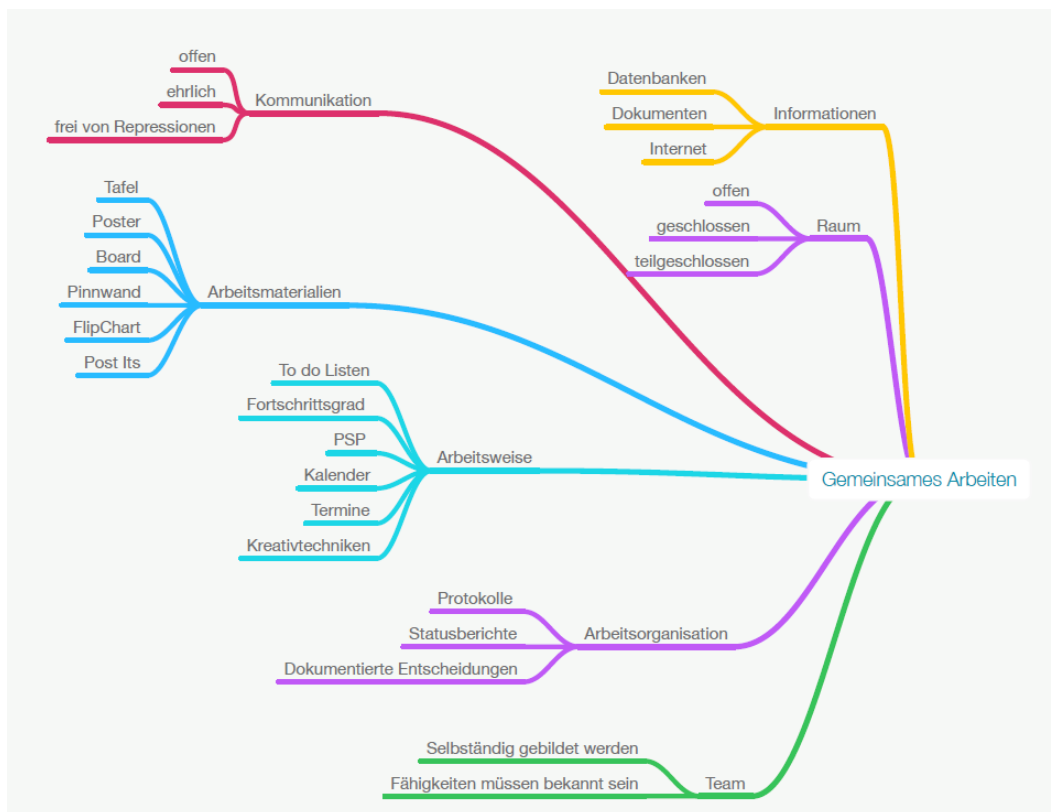 offen
ehrlich
frei von Repressionen
Kommunikation
Datenbanken
Dokumenten
Internet
Informationen
offen
geschlossen
teilgeschlossen
Raum
Tafel
Poster
Board
Pinnwand
FlipChart
Post Its
Arbeitsmaterialien
To do Listen
Fortschrittsgrad
PSP
Kalender
Termine
Kreativtechniken
Arbeitsweise
Gemeinsames Arbeiten
Protokolle
Statusberichte
Dokumentierte Entscheidungen
Arbeitsorganisation
Selbständig gebildet werden
Fähigkeiten müssen bekannt sein
Team